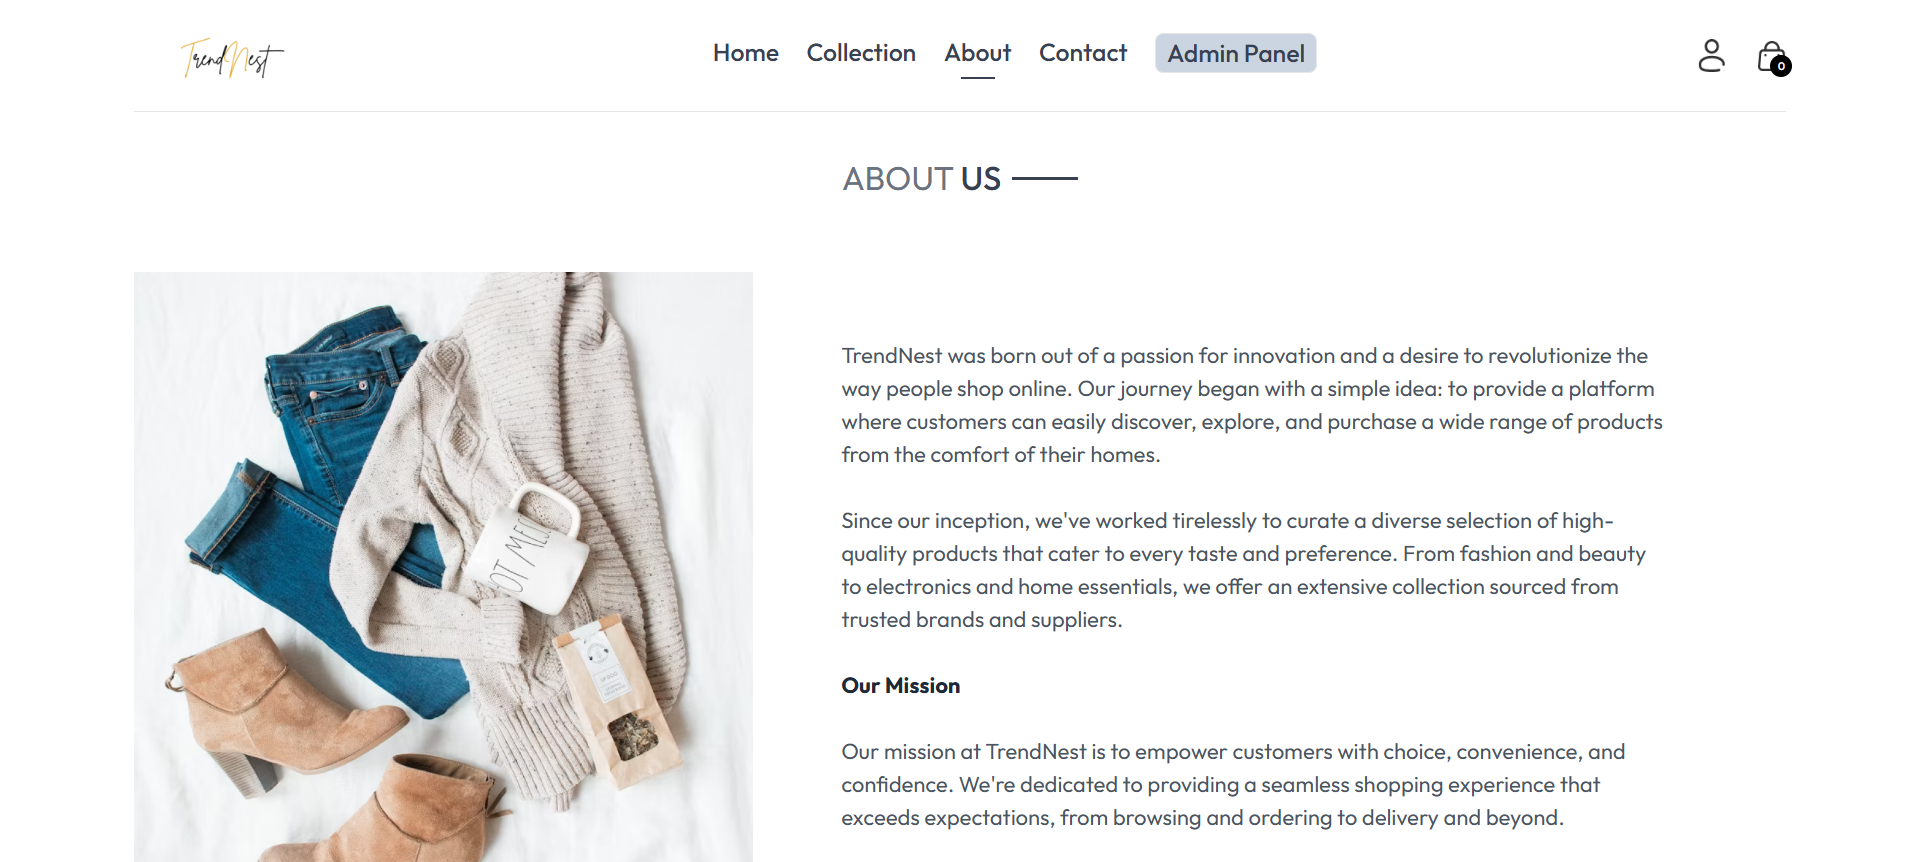 TrendNest
Home Collection About Contact Admin Panel
0
ABOUT US
TrendNest was born out of a passion for innovation and a desire to revolutionize the
way people shop online. Our journey began with a simple idea: to provide a platform
where customers can easily discover, explore, and purchase a wide range of products
from the comfort of their homes.
Since our inception, we've worked tirelessly to curate a diverse selection of high-
quality products that cater to every taste and preference. From fashion and beauty
to electronics and home essentials, we offer an extensive collection sourced from
trusted brands and suppliers.
Our Mission
Our mission at TrendNest is to empower customers with choice, convenience, and
confidence. We're dedicated to providing a seamless shopping experience that
exceeds expectations, from browsing and ordering to delivery and beyond.